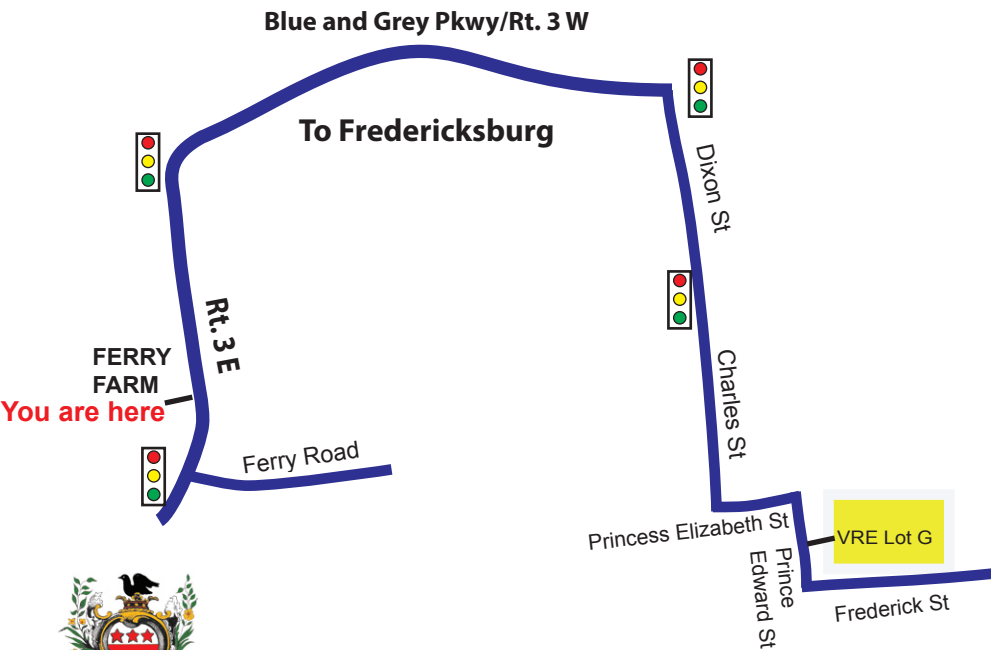 Blue and Grey Pkwy/Rt. 3 W
To Fredericksburg
Dixon St
Rt. 3 E
FERRY
FARM
You are here
Charles St
Ferry Road
Princess Elizabeth St
VRE Lot G
Prince
Edward St
Frederick St